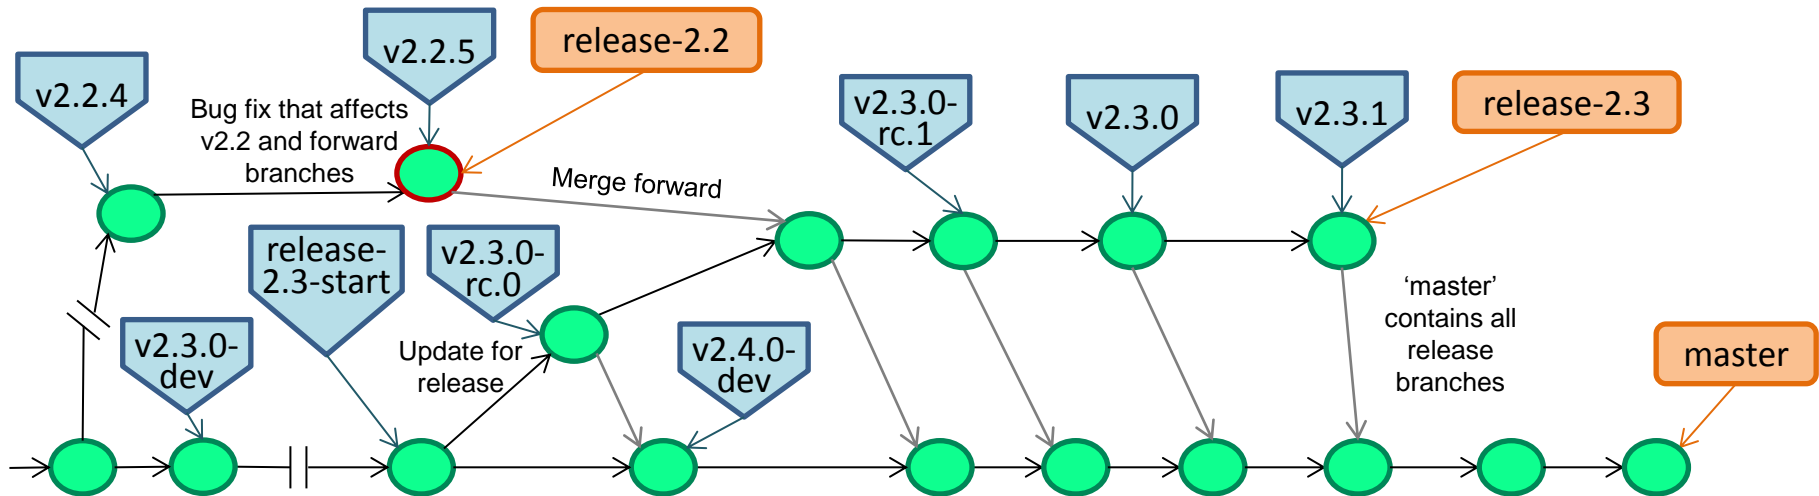 v2.2.4
Bug fix that affects
v2.2 and forward
branches
v2.2.5
release-2.2
Merge forward
v2.3.0-
rc.1
v2.3.0
v2.3.1
release-2.3
release-
2.3-start
v2.3.0-
rc.0
v2.3.0-
dev
Update for
release
v2.4.0-
dev
‘master’
contains all
release
branches
master